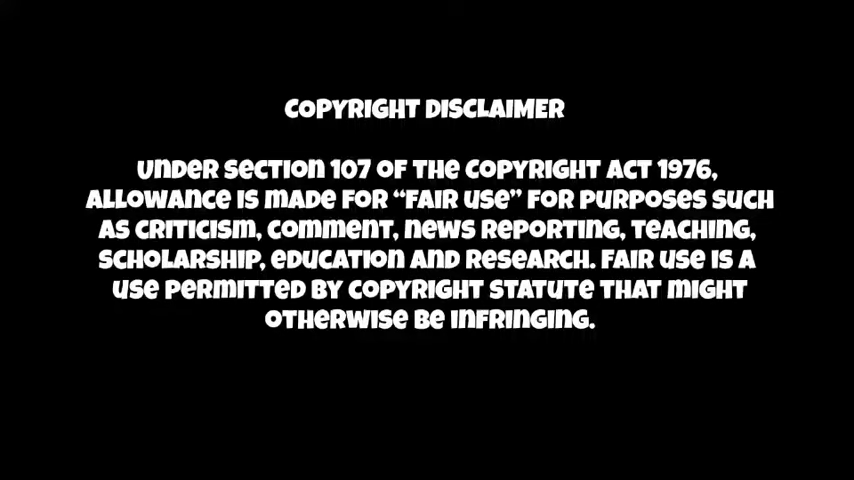 COPYRIGHT DISCLAIMER
UNDER SECTION 107 OF THE COPYRIGHT ACT 1976,
ALLOWANCE IS MADE FOR “FAIR USE” FOR PURPOSES SUCH
AS CRITICISM, COMMENT, NEWS REPORTING, TEACHING,
SCHOLARSHIP, EDUCATION AND RESEARCH. FAIR USE IS A
USE PERMITTED BY COPYRIGHT STATUTE THAT MIGHT
OTHERWISE BE INFRINGING.